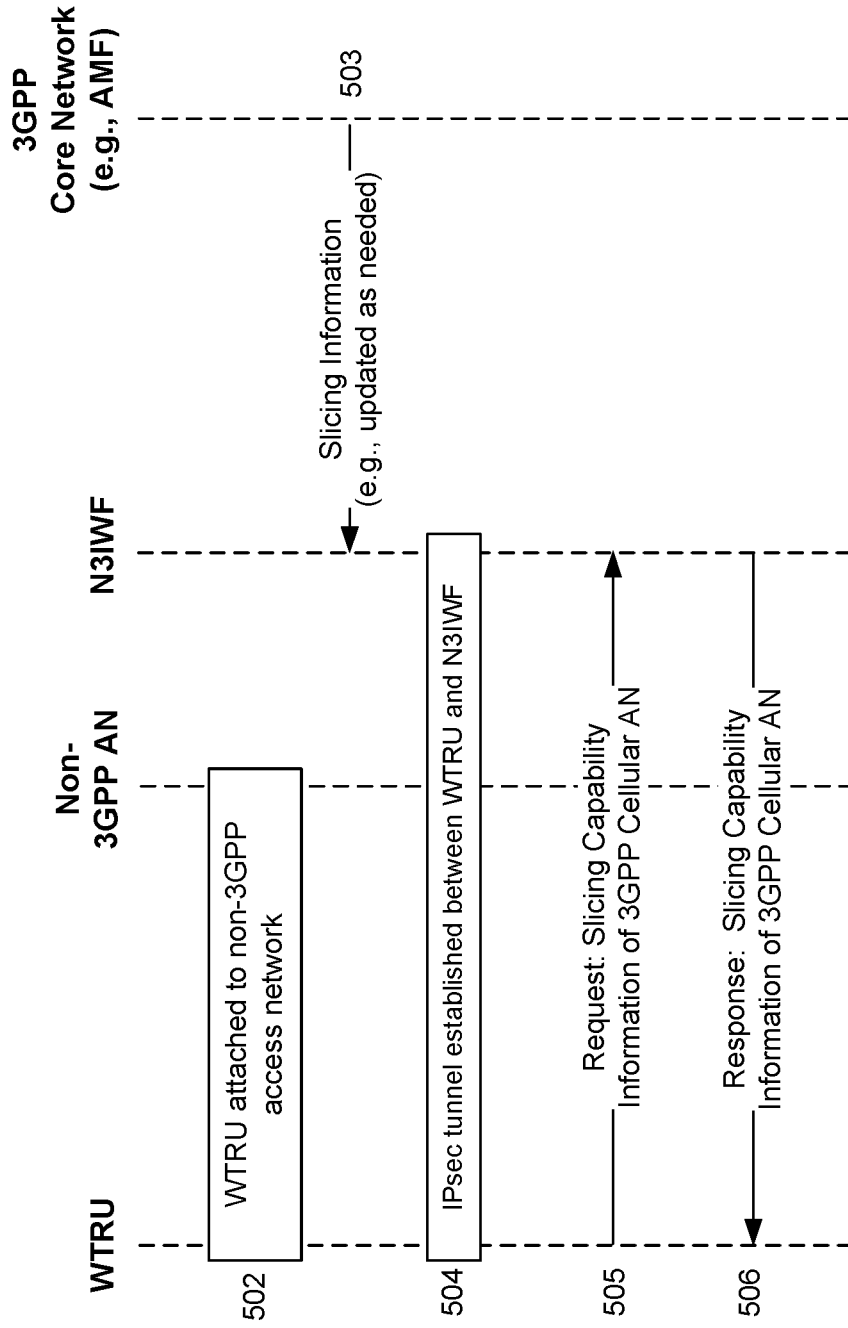 WTRU
Non-
3GPP AN
N3IWF
3GPP
Core Network
(e.g., AMF)
502
WTRU attached to non-3GPP
access network
Slicing Information
(e.g., updated as needed)
503
504
IPsec tunnel established between WTRU and N3IWF
505
Request: Slicing Capability
Information of 3GPP Cellular AN
506
Response: Slicing Capability
Information of 3GPP Cellular AN